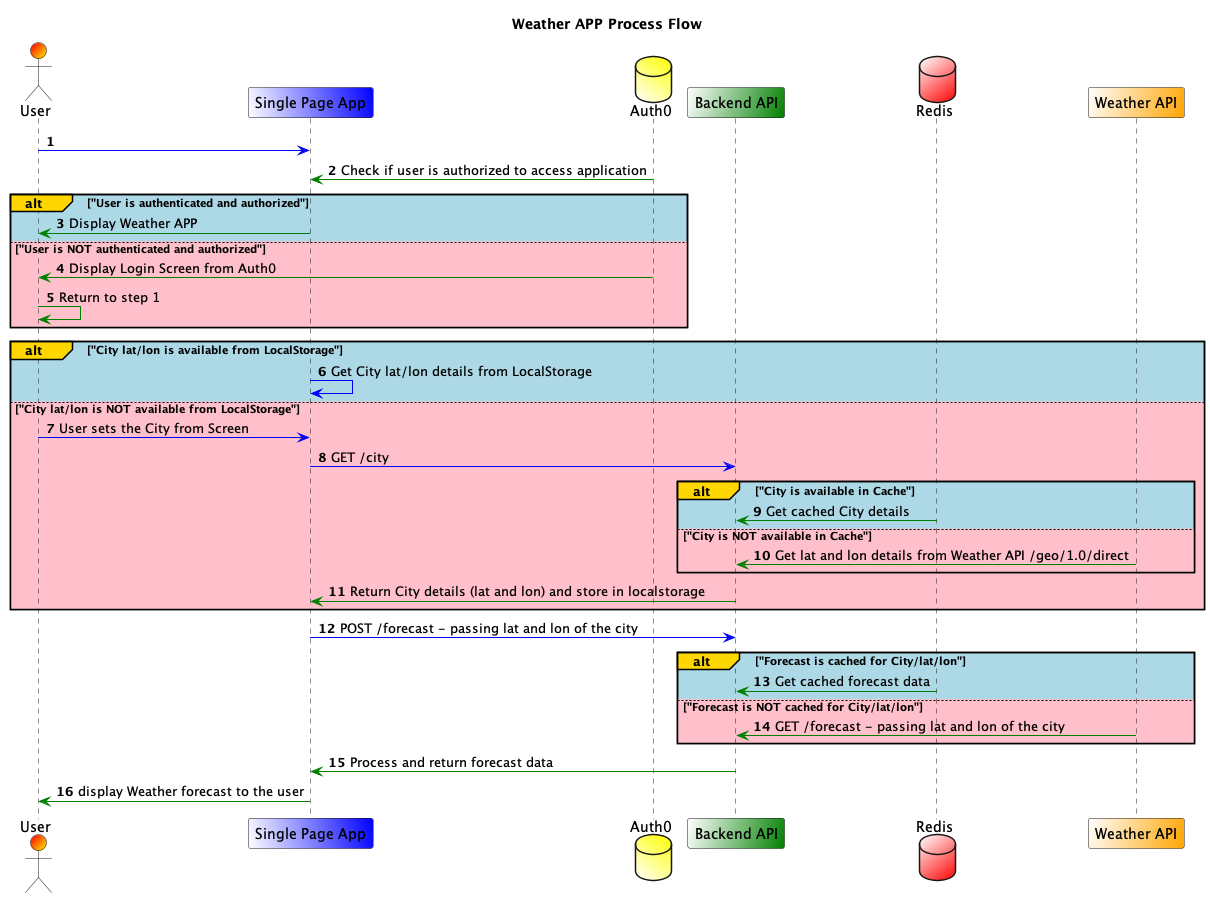 Weather APP Process Flow
User
Single Page App
Auth0
Backend API
Redis
Weather API
1
2 Check if user is authorized to access application
alt ["User is authenticated and authorized"]
3 Display Weather APP
["User is NOT authenticated and authorized"]
4 Display Login Screen from Auth0
5 Return to step 1
alt ["City lat/lon is available from LocalStorage"]
6 Get City lat/lon details from LocalStorage
["City lat/lon is NOT available from LocalStorage"]
7 User sets the City from Screen
8 GET /city
alt ["City is available in Cache"]
9 Get cached City details
["City is NOT available in Cache"]
10 Get lat and lon details from Weather API /geo/1.0/direct
11 Return City details (lat and lon) and store in localstorage
12 POST /forecast - passing lat and lon of the city
alt ["Forecast is cached for City/lat/lon"]
13 Get cached forecast data
["Forecast is NOT cached for City/lat/lon"]
14 GET /forecast - passing lat and lon of the city
15 Process and return forecast data
16 display Weather forecast to the user
User
Single Page App
Auth0
Backend API
Redis
Weather API